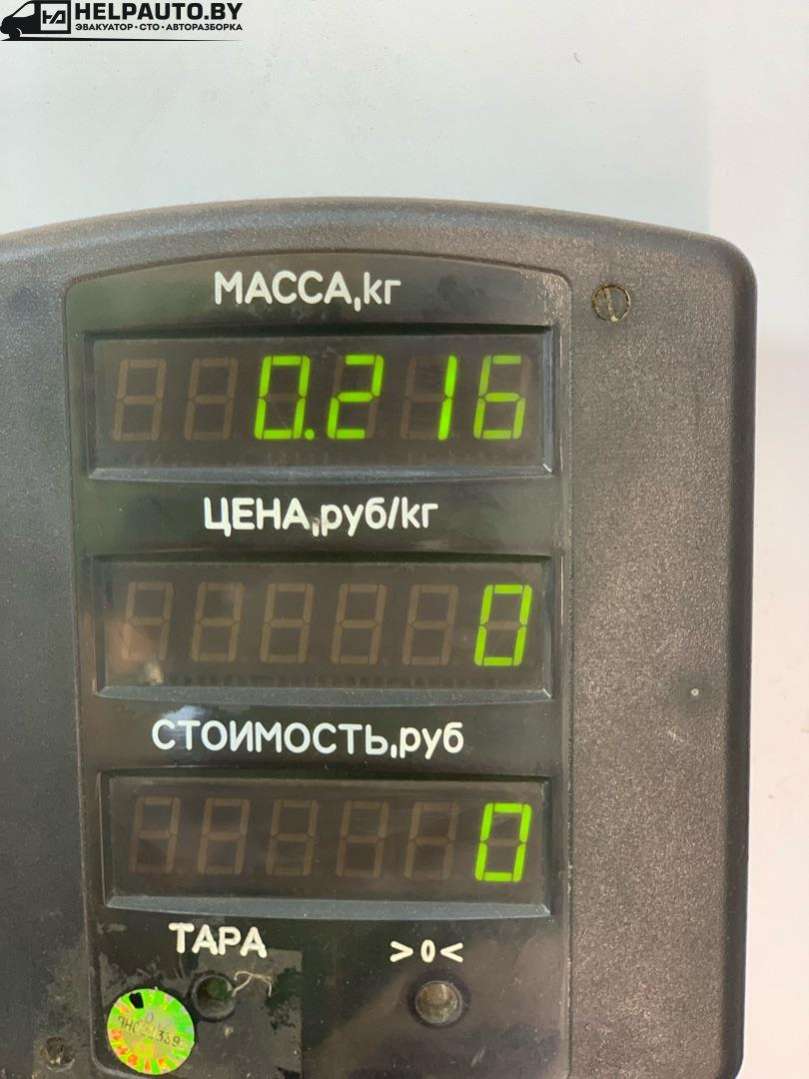 HELPAUTO.BY
ЭВАКУАТОР•СТО•АВТОРАЗБОРКА
МАССА,кг
0.216
ЦЕНА,руб/кг
0
СТОИМОСТЬ,руб
0
ТАРА
>0<